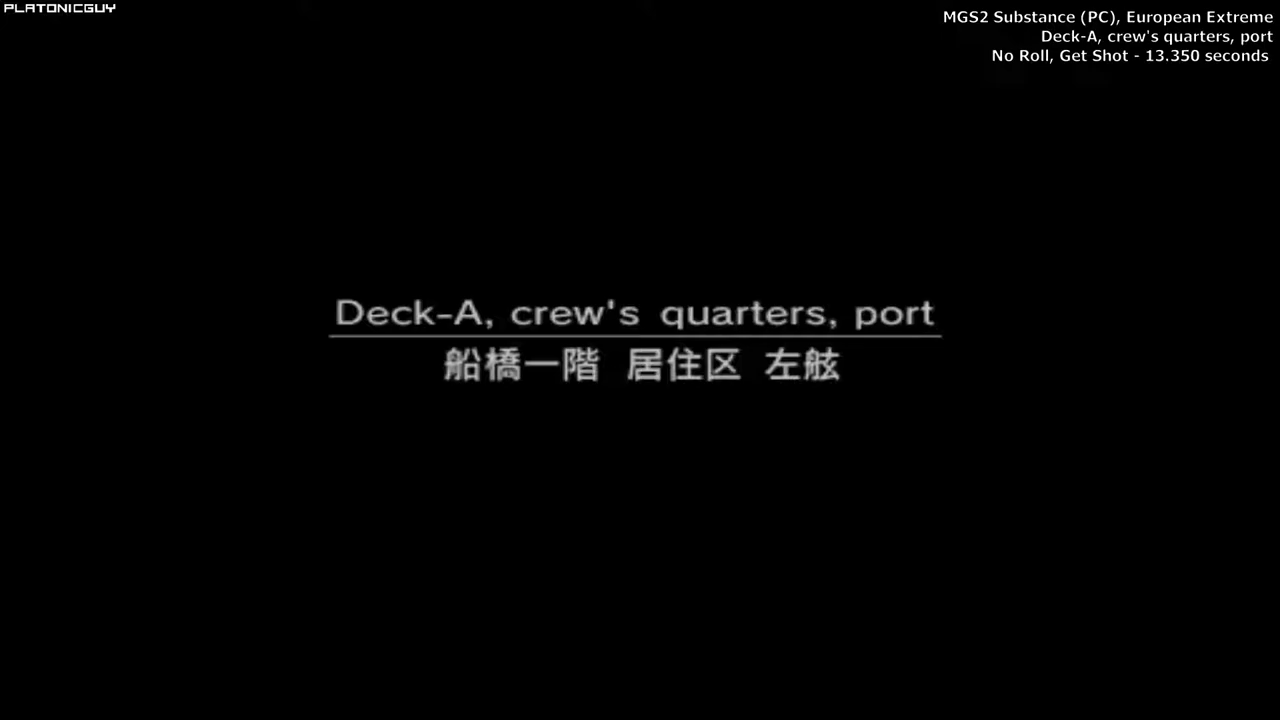 PLATONICGUY
MGS2 Substance (PC), European Extreme
Deck-A, crew's quarters, port
No Roll, Get Shot - 13.350 seconds
Deck-A, crew's quarters, port
船橋一階 居住区 左舷